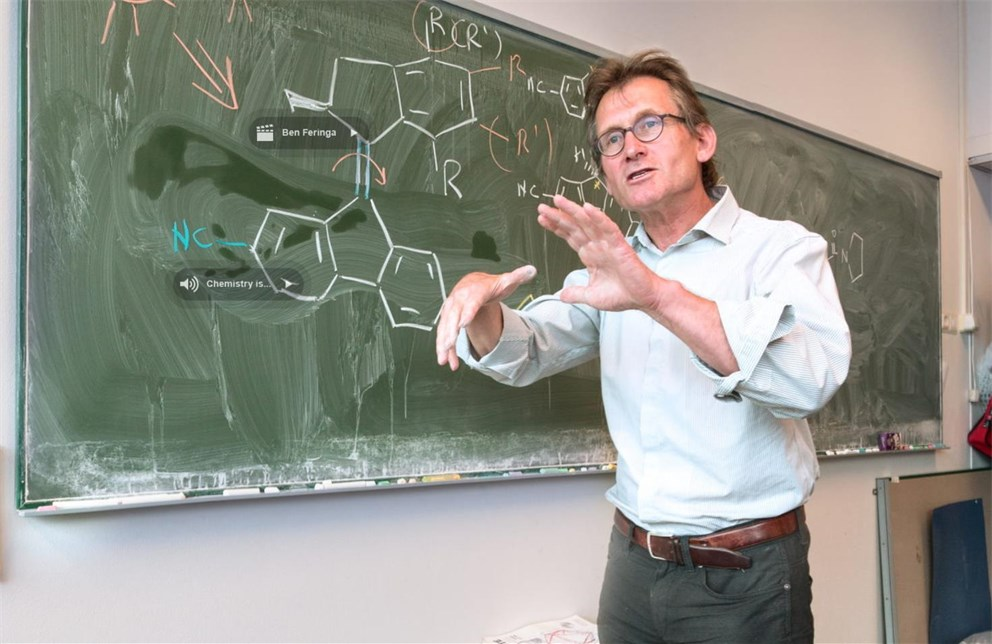 R(R')
R
NC
Ben Feringa
(R')
R
NC
NC
Chemistry is...
N